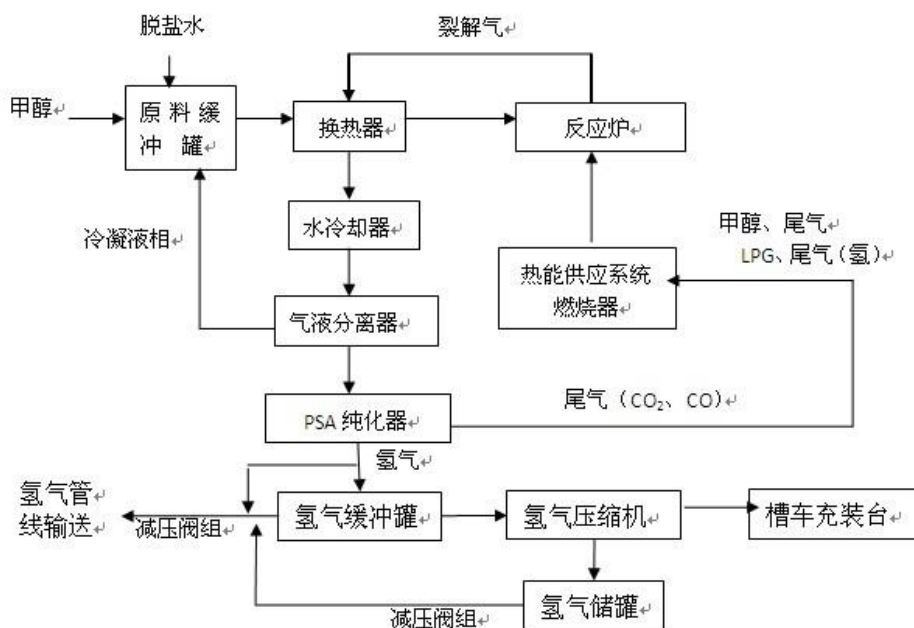 脱盐水
裂解气
甲醇
原料缓
冲 罐
换热器
反应炉
冷凝液相
水冷却器
甲醇、尾气
LPG、尾气(氢)
热能供应系统
燃烧器
气液分离器
PSA 纯化器
尾气(CO₂、CO)
氢气
氢气管
线输送
减压阀组
氢气缓冲罐
氢气压缩机
槽车充装台
减压阀组
氢气储罐